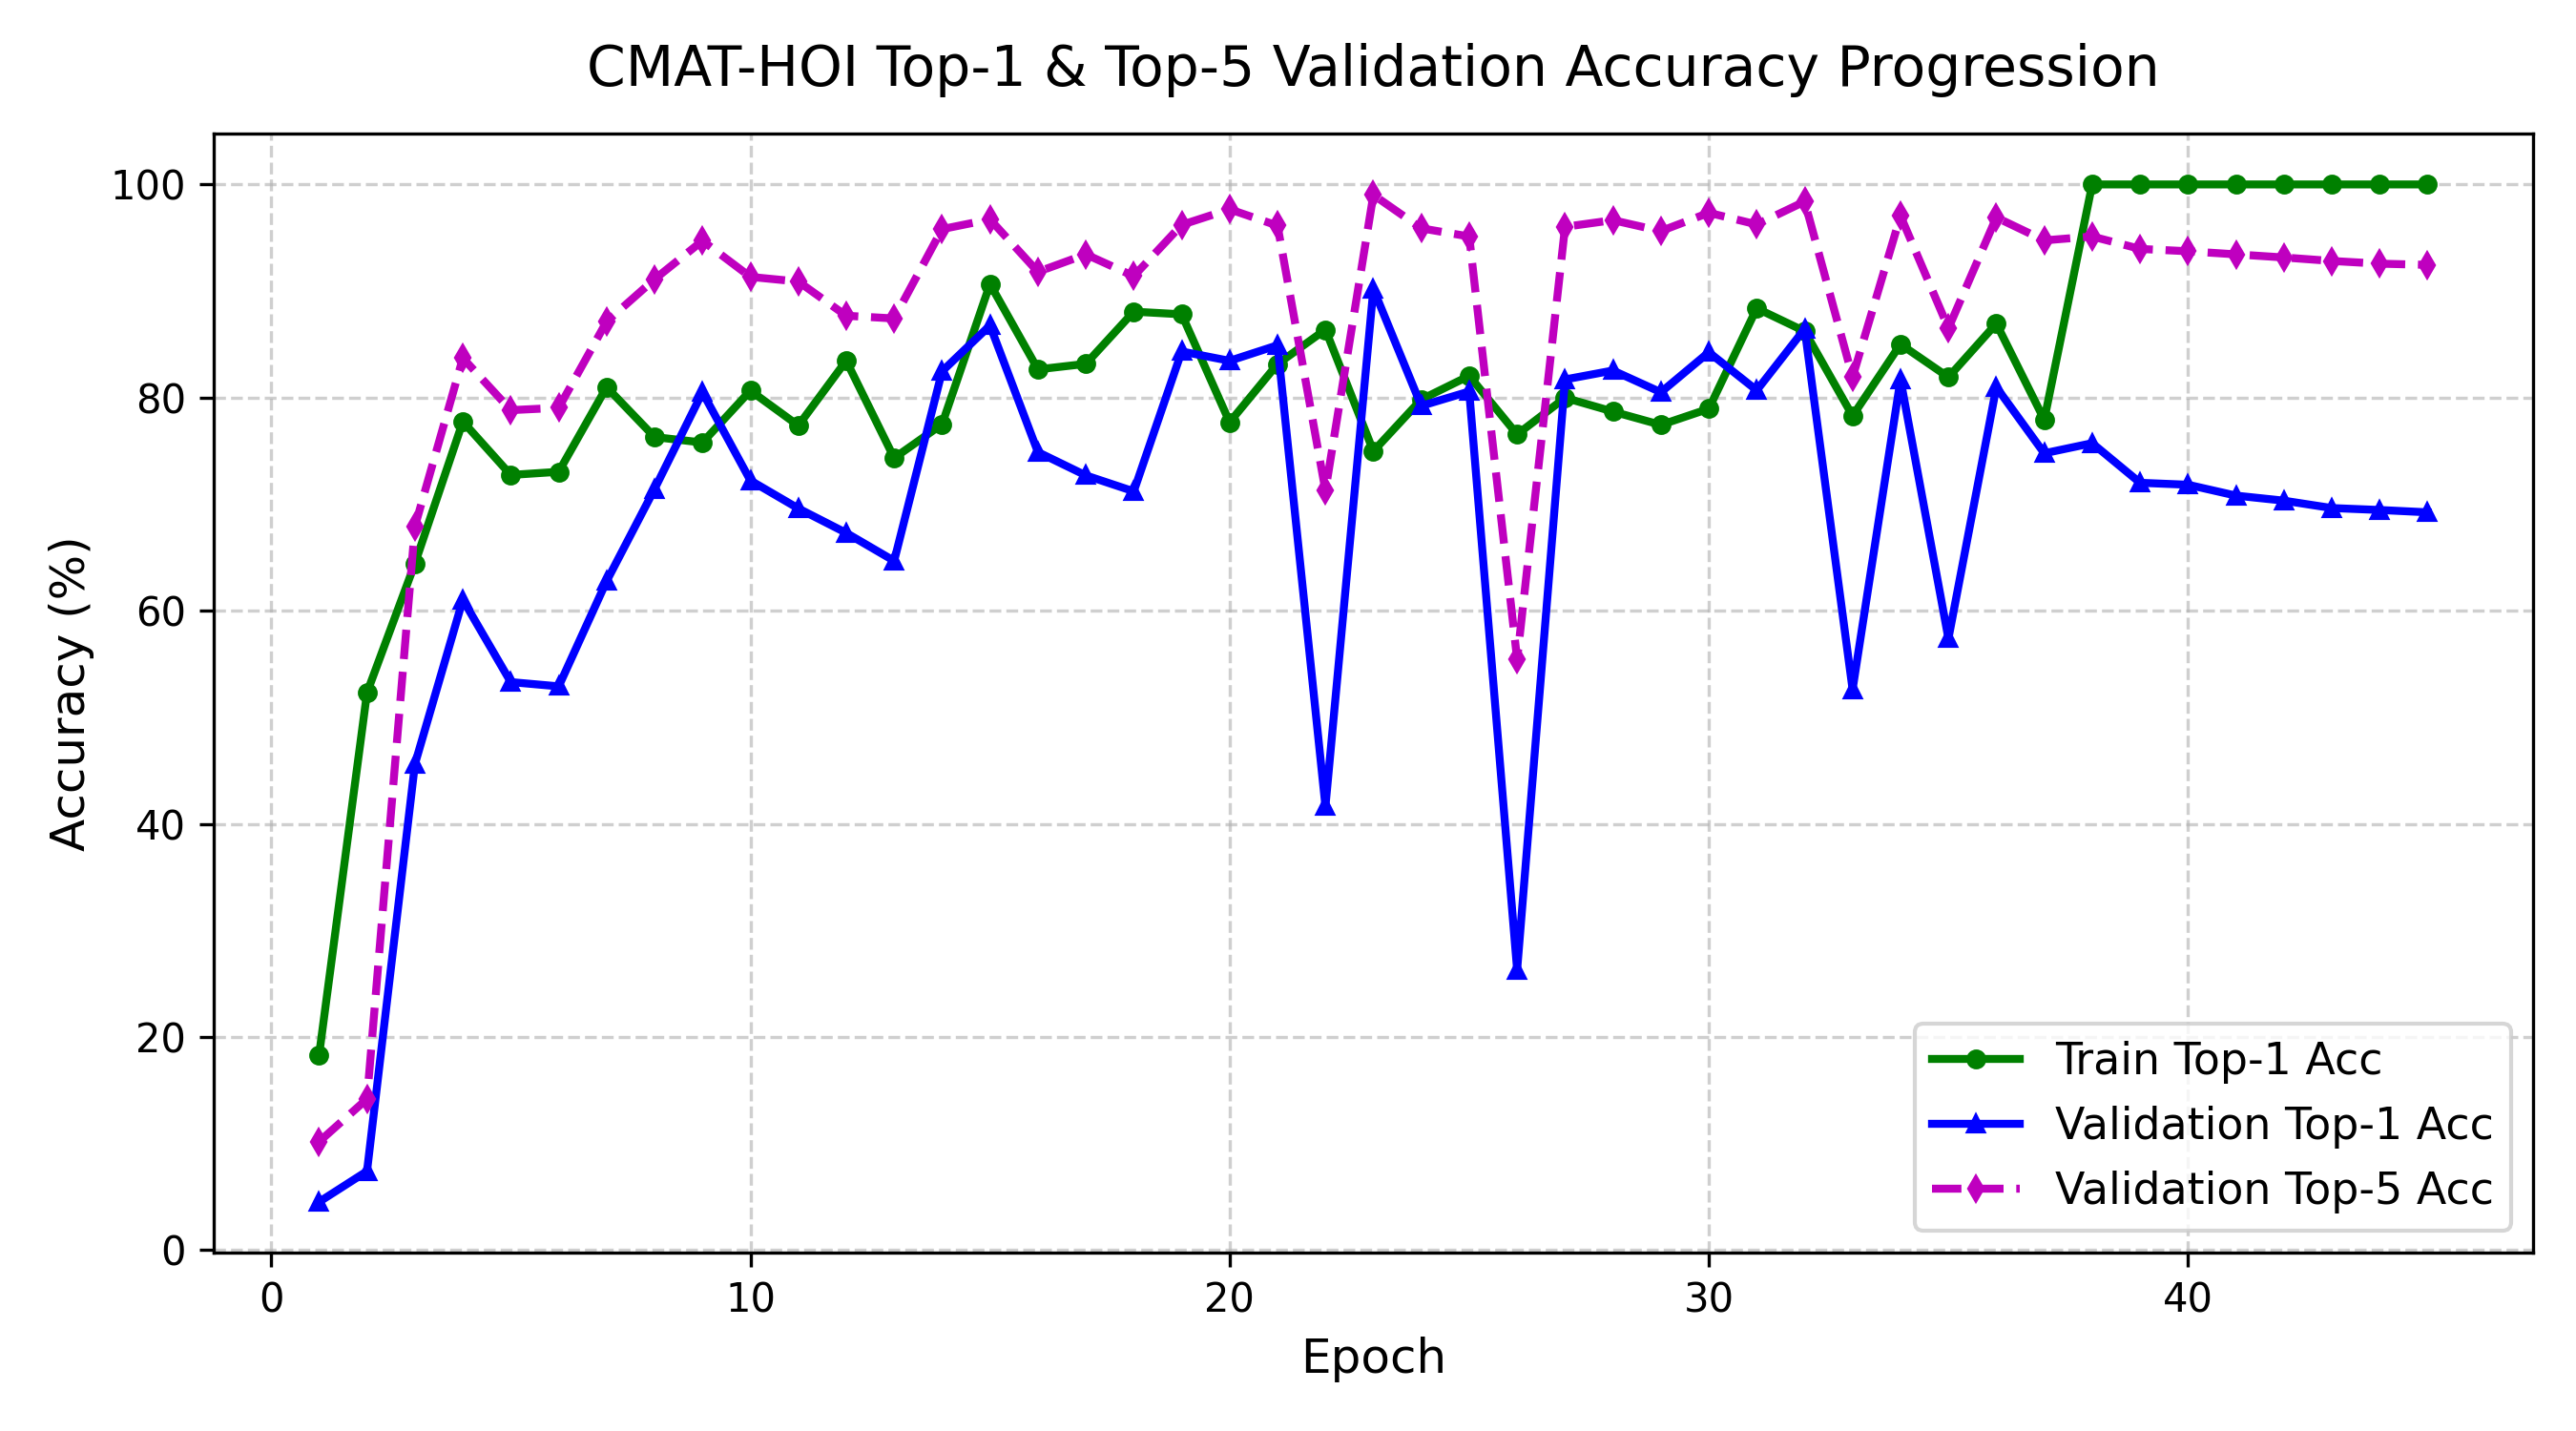 CMAT-HOI Top-1 & Top-5 Validation Accuracy Progression
100
80
60
40
20
0
Accuracy (%)
0 10 20 30 40
Epoch
Train Top-1 Acc
Validation Top-1 Acc
Validation Top-5 Acc